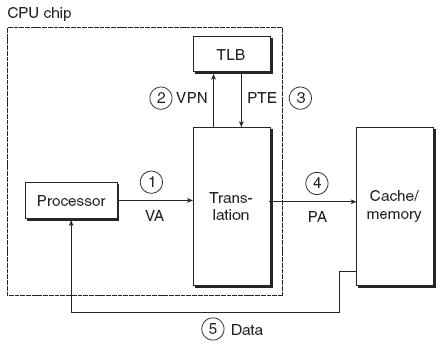 CPU chip
TLB
2 VPN
PTE 3
1
Processor
VA
Trans-
lation
4
PA
Cache/
memory
5 Data